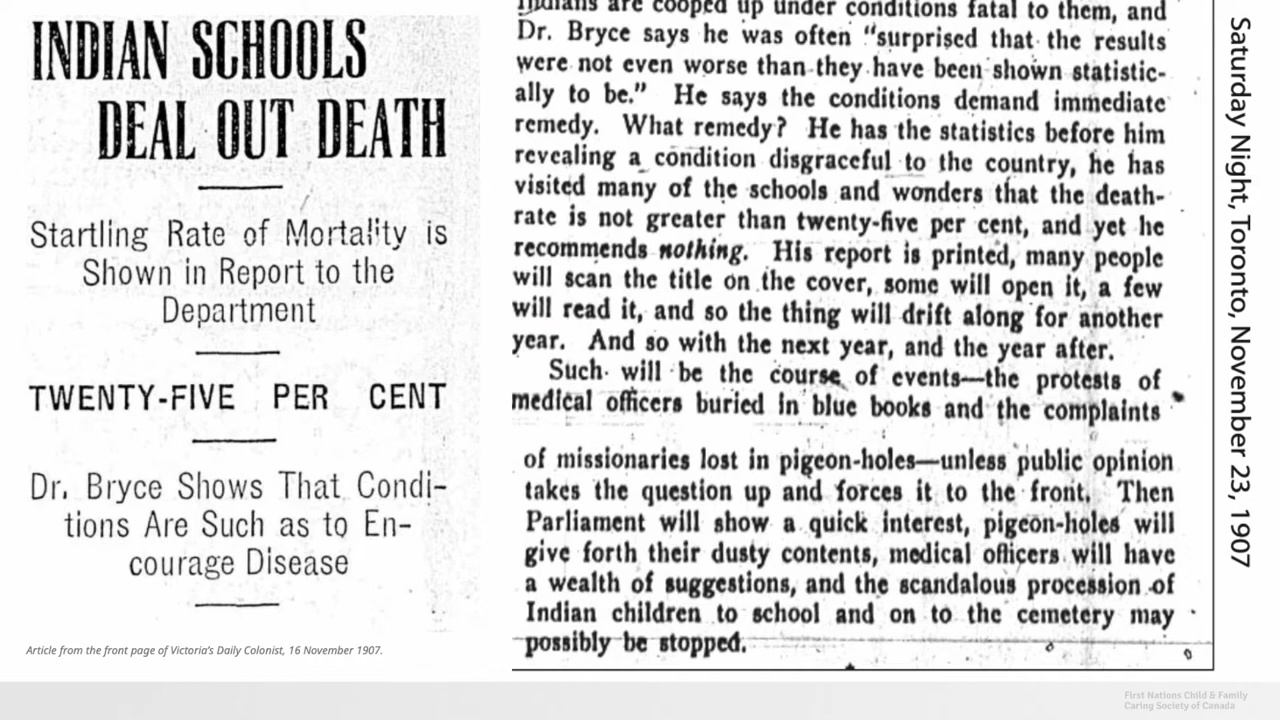 INDIAN SCHOOLS
DEAL OUT DEATH
Startling Rate of Mortality is
Shown in Report to the
Department
TWENTY-FIVE PER CENT
Dr. Bryce Shows That Condi-
tions Are Such as to En-
courage Disease
Article from the front page of Victoria's Daily Colonist, 16 November 1907.
Indians are cooped up under conditions fatal to them, and
Dr. Bryce says he was often "surprised that the results
were not even worse than they have been shown statistic-
ally to be." He says the conditions demand immediate
remedy. What remedy? He has the statistics before him
revealing a condition disgraceful to the country, he has
visited many of the schools and wonders that the death-
rate is not greater than twenty-five per cent, and yet he
recommends nothing. His report is printed, many people
will scan the title on the cover, some will open it, a few
will read it, and so the thing will drift along for another
year. And so with the next year, and the year after.
Such will be the course of events—the protests of
medical officers buried in blue books and the complaints
of missionaries lost in pigeon-holes—unless public opinion
takes the question up and forces it to the front. Then
Parliament will show a quick interest, pigeon-holes will
give forth their dusty contents, medical officers will have
a wealth of suggestions, and the scandalous procession of
Indian children to school and on to the cemetery may
possibly be stopped.
Saturday Night, Toronto, November 23, 1907
First Nations Child & Family
Caring Society of Canada